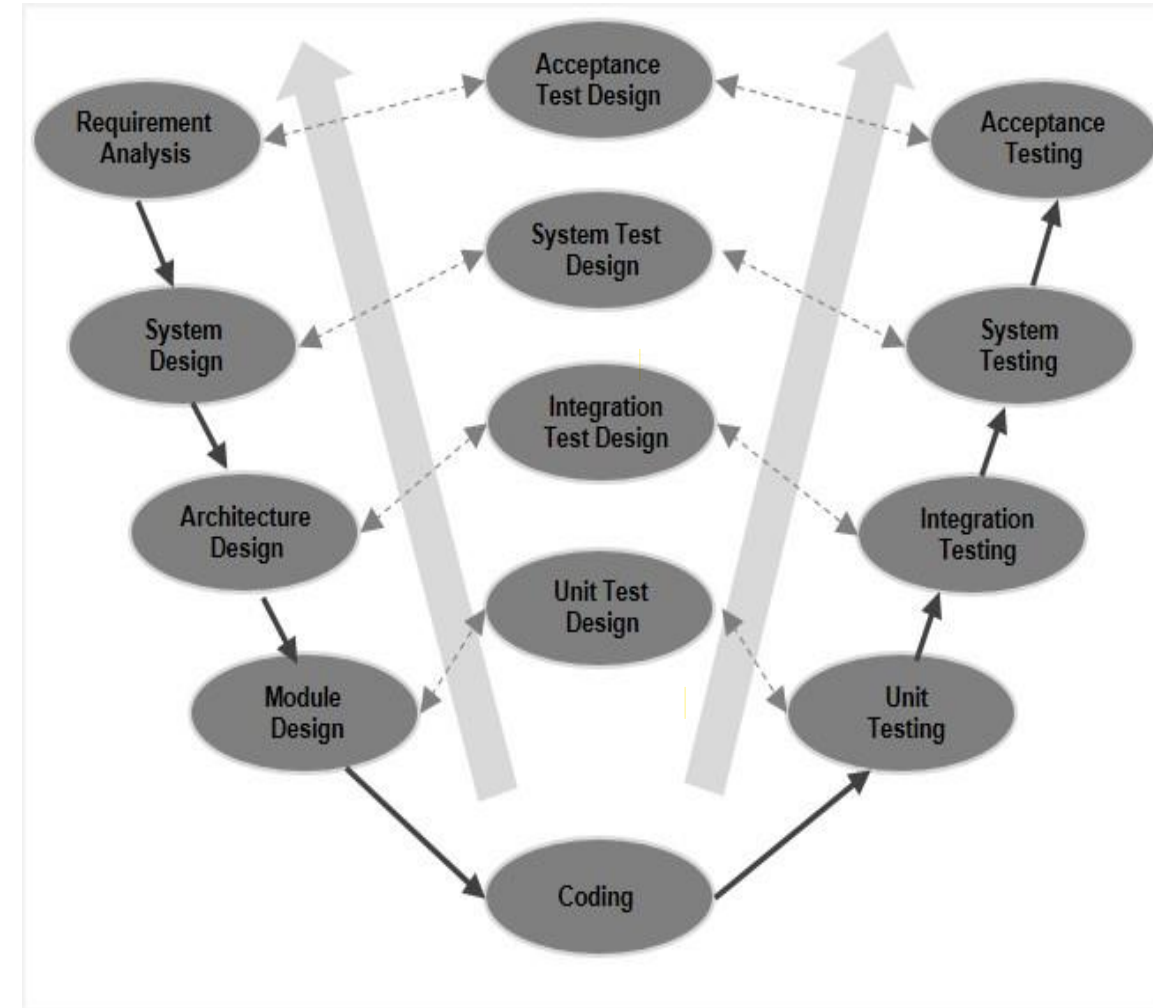 Acceptance
Test Design
Requirement
Analysis
Acceptance
Testing
System Test
Design
System
Design
System
Testing
Integration
Test Design
Architecture
Design
Integration
Testing
Unit Test
Design
Module
Design
Unit
Testing
Coding